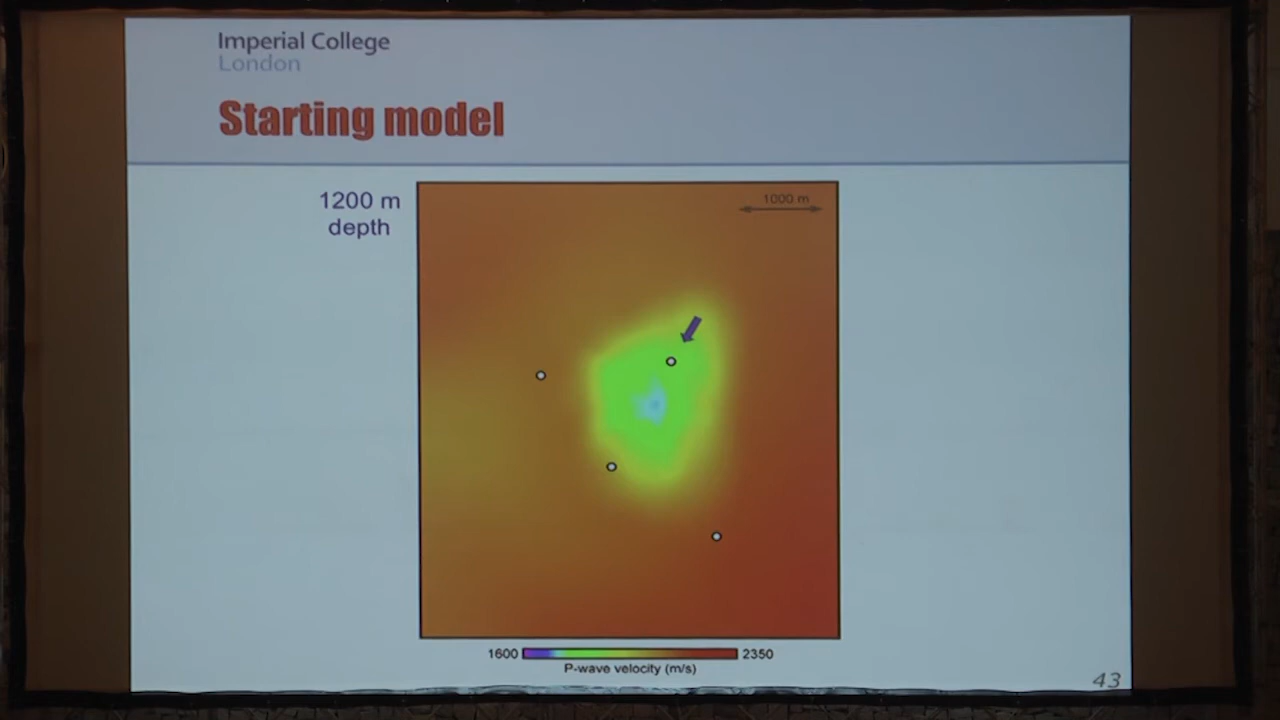 Imperial College
London
Starting model
1200 m
depth
1000 m
1600
2350
P-wave velocity (m/s)
43